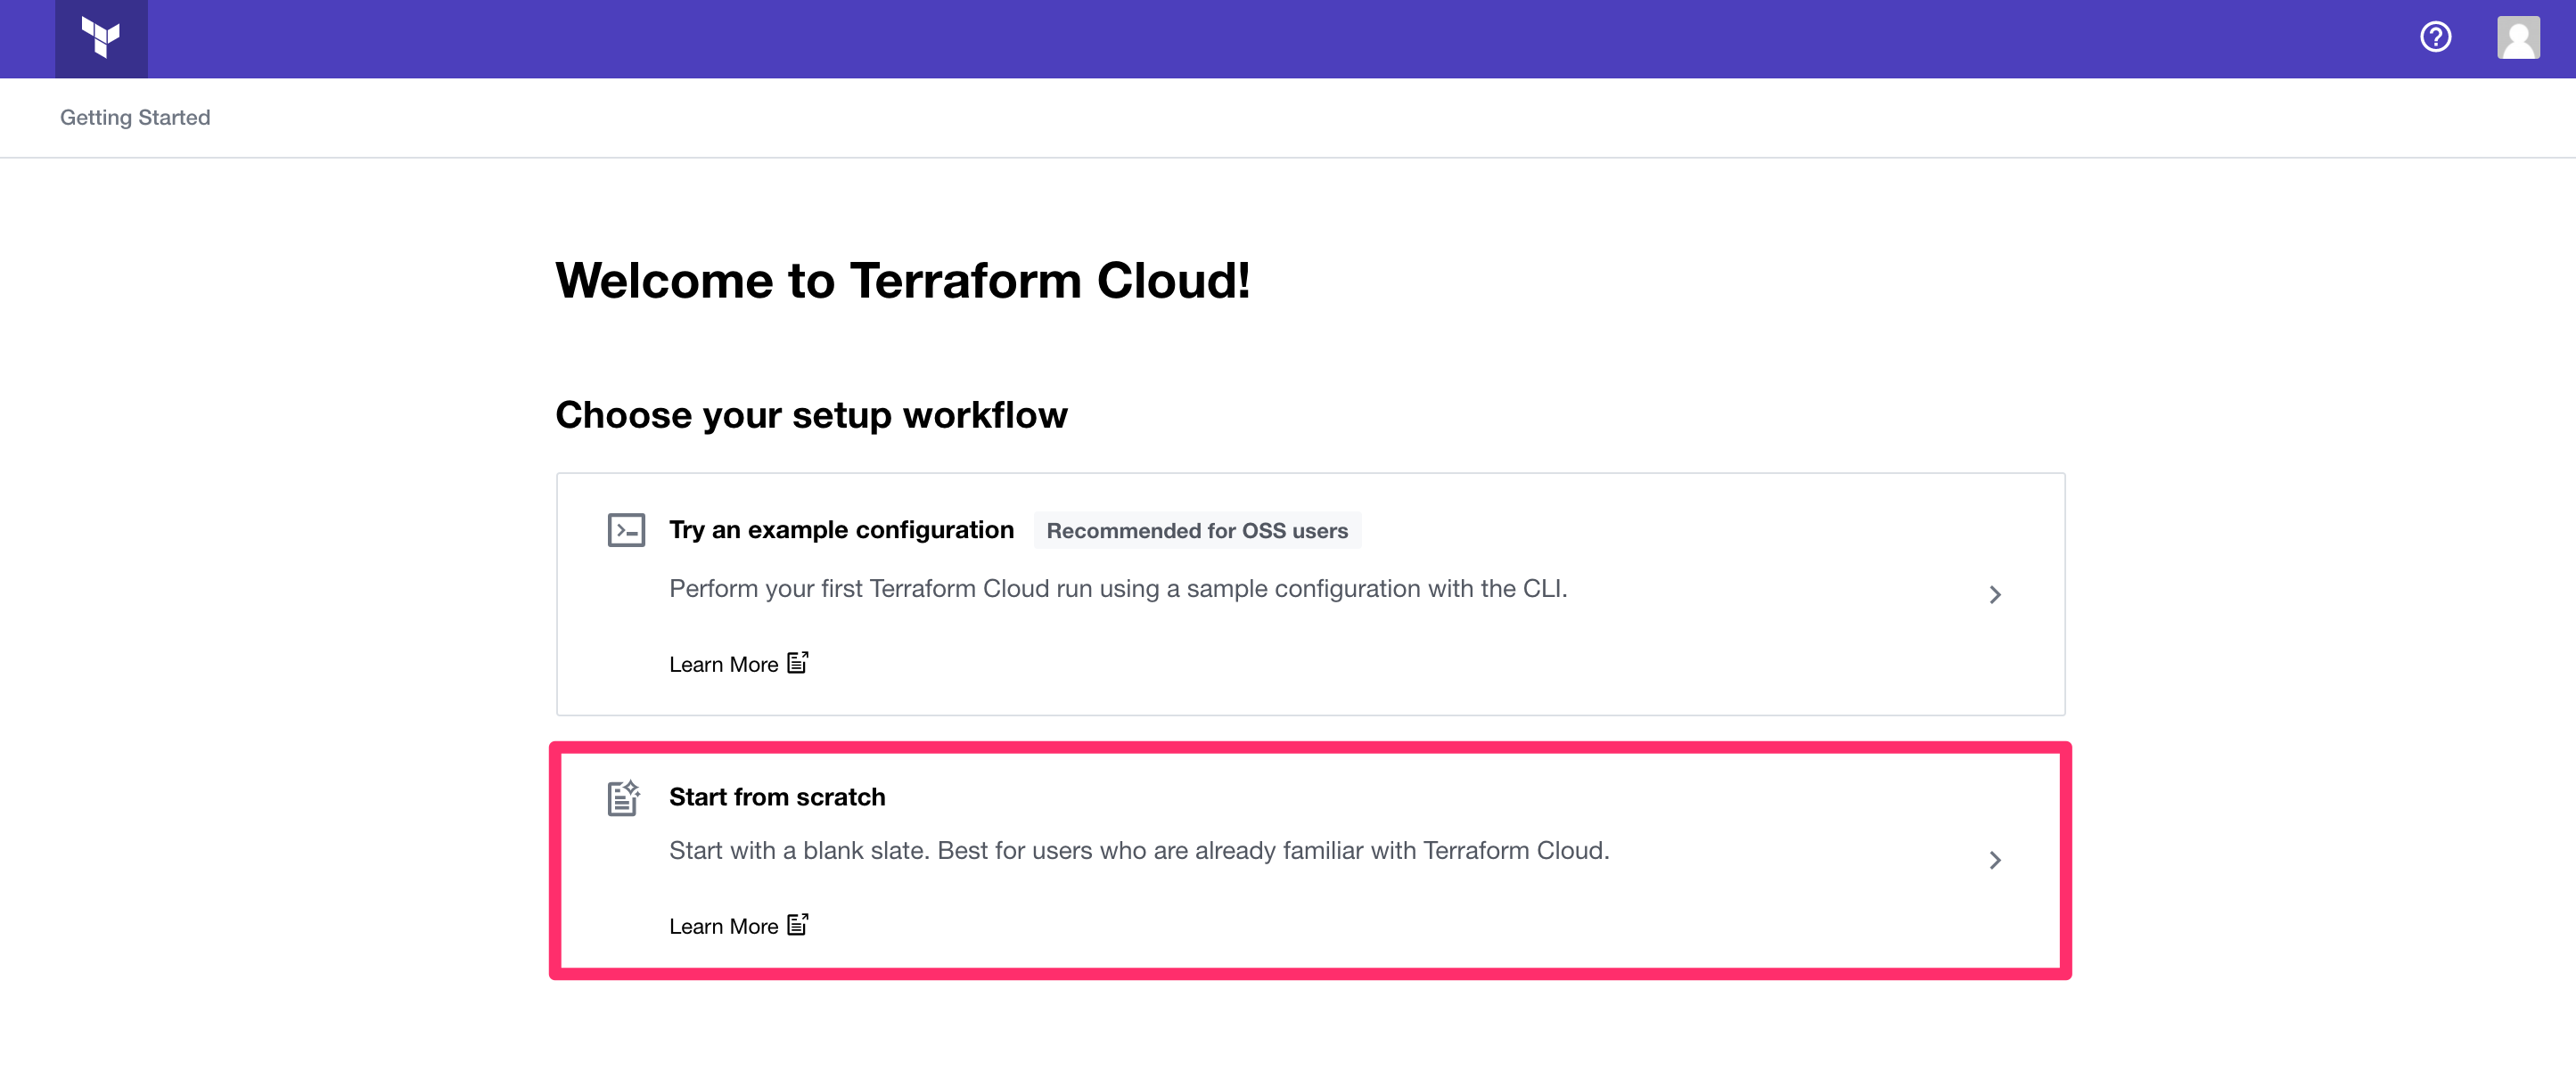 Getting Started
Welcome to Terraform Cloud!
Choose your setup workflow
Try an example configuration Recommended for OSS users
Perform your first Terraform Cloud run using a sample configuration with the CLI.
Learn More
Start from scratch
Start with a blank slate. Best for users who are already familiar with Terraform Cloud.
Learn More